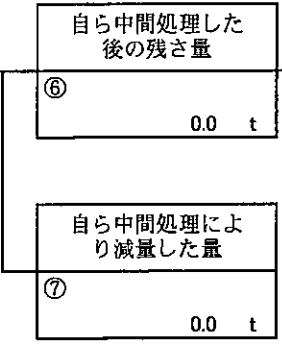 自ら中間処理した
後の残さ量
⑥
0.0 t
自ら中間処理によ
り減量した量
⑦
0.0 t